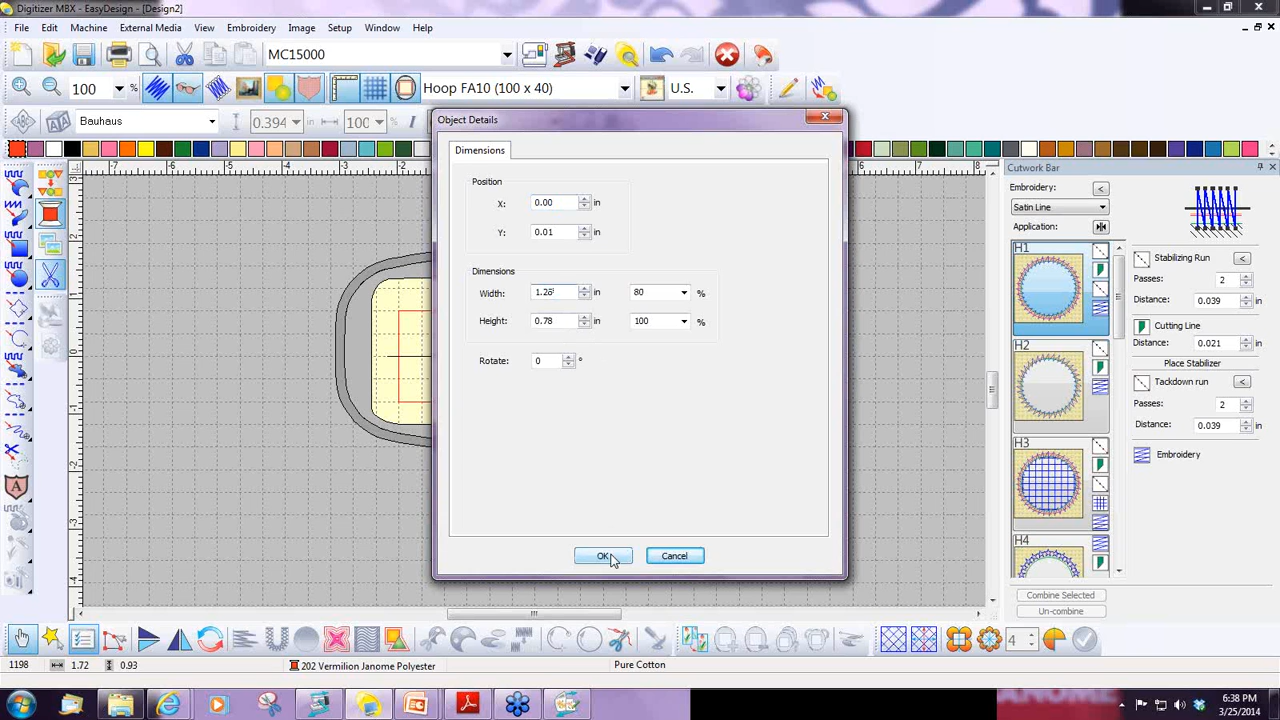 Digitizer MBX - EasyDesign - [Design2]
File Edit Machine External Media View Embroidery Image Setup Window Help
MC15000
100 Hoop FA10 (100 x 40) U.S.
Bauhaus 0.394 in 100 I
Object Details
Dimensions
Position
X: 0.00 in
Y: 0.01 in
Dimensions
Width: 1.28 in 80 %
Height: 0.78 in 100 %
Rotate: 0 °
OK Cancel
Cutwork Bar
Embroidery:
Satin Line
Application:
H1
H2
H3
H4
Stabilizing Run
Passes: 2
Distance: 0.039 in
Cutting Line
Distance: 0.021 in
Place Stabilizer
Tackdown run
Passes: 2
Distance: 0.039 in
Embroidery
Combine Selected
Un-combine
4
1198 1.72 0.93 202 Vermilion Janome Polyester Pure Cotton
6:38 PM
3/25/2014